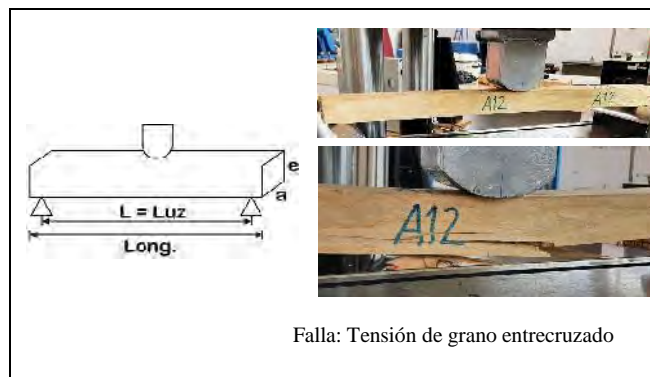 e
a
L = Luz
Long.
A12
A12
A12
Falla: Tensión de grano entrecruzado